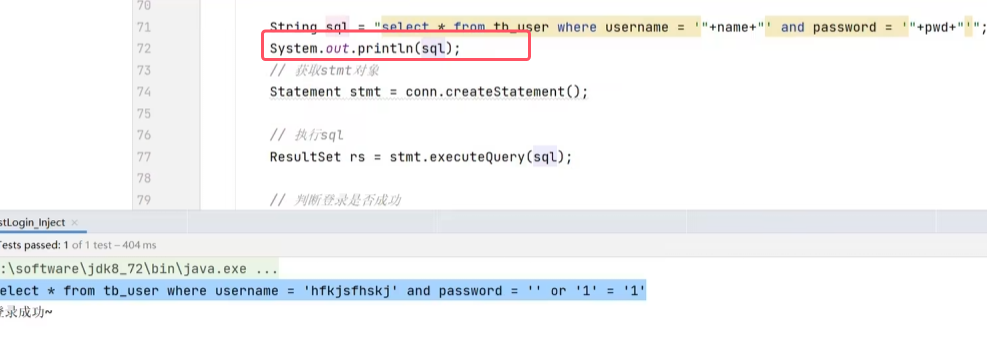 70
71 String sql = "select * from tb_user where username = '"+name+"' and password = '"+pwd+"'";
72 System.out.println(sql);
73 // 获取stmt对象
74 Statement stmt = conn.createStatement();
75
76 // 执行sql
77 ResultSet rs = stmt.executeQuery(sql);
78
79 // 判断登录是否成功
stLogin_Inject ×
Tests passed: 1 of 1 test – 404 ms
:\software\jdk8_72\bin\java.exe ...
elect * from tb_user where username = 'hfkjsfhskj' and password = '' or '1' = '1'
登录成功~